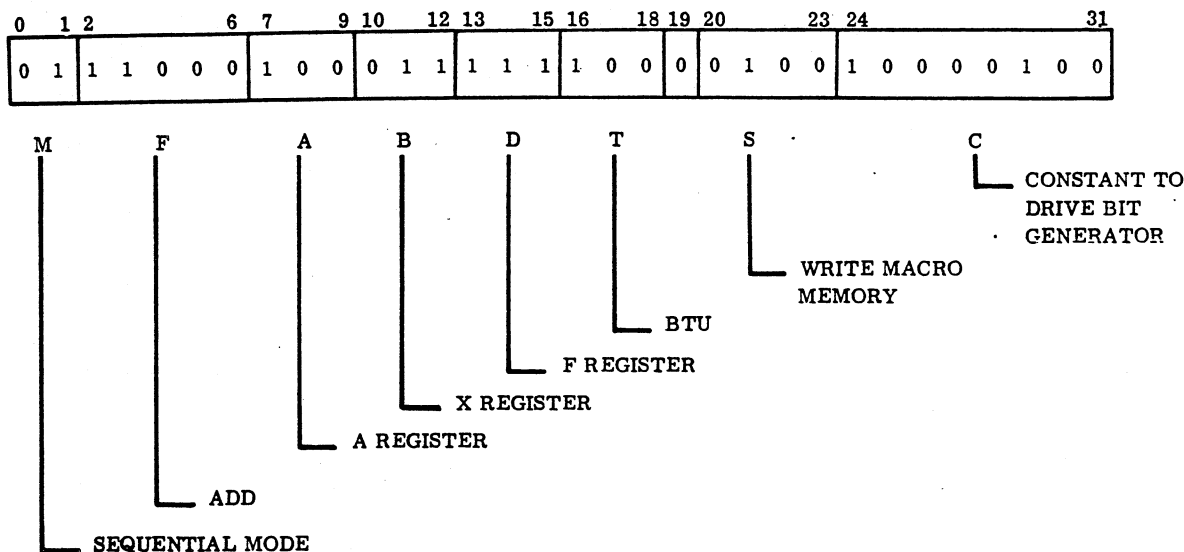 0 1 2 6 7 9 10 12 13 15 16 18 19 20 23 24 31
0 1 1 1 0 0 0 1 0 0 0 1 1 1 1 1 1 0 0 0 0 1 0 0 1 0 0 0 0 1 0 0
M F A B D T S C
CONSTANT TO
DRIVE BIT
GENERATOR
WRITE MACRO
MEMORY
BTU
F REGISTER
X REGISTER
A REGISTER
ADD
SEQUENTIAL MODE